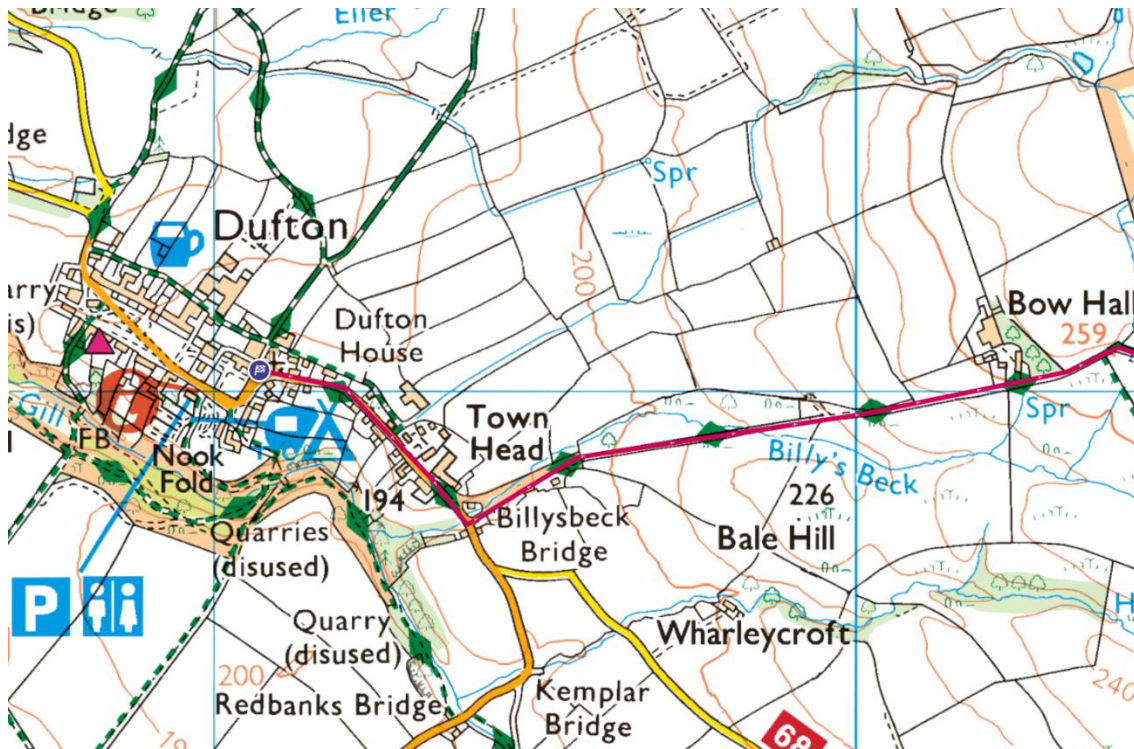 Bridge
Eller
dge
Spr
Dufton
200
arry
is)
Dufton
House
Bow Hall
259
Gill
Town
Head
Spr
FB
Nook
Fold
Billy's Beck
194
226
Billysbeck
Bridge
Bale Hill
Quarries
(disused)
P
H
Quarry
(disused)
Wharleycroft
200
Redbanks Bridge
Kemplar
Bridge
240
68
19